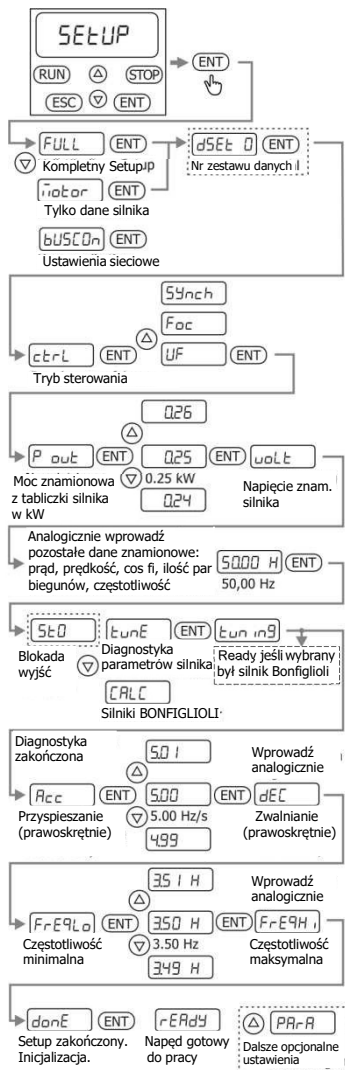 SEtUP
RUN STOP
ESC ENT
ENT
FULL ENT
Kompletny Setup
dSEt 0 ENT
Nr zestawu danych
motor ENT
Tylko dane silnika
bUSCOn ENT
Ustawienia sieciowe
SYnch
Foc
ctrL ENT
UF ENT
Tryb sterowania
0.26
P out ENT
0.25 ENT
uoLt
Moc znamionowa
z tabliczki silnika
w kW
0.25 kW
0.24
Napięcie znam.
silnika
Analogicznie wprowadź
pozostałe dane znamionowe:
prąd, prędkość, cos fi, ilość par
biegunów, częstotliwość
50.00 H ENT
50,00 Hz
StO
tunE ENT
tuning
Blokada
wyjść
Diagnostyka
parametrów silnika
Ready jeśli wybrany
był silnik Bonfiglioli
CALC
Silniki BONFIGLIOLI
Diagnostyka
zakończona
5.01
Wprowadź
analogicznie
Acc ENT
5.00 ENT
dEC
Przyspieszanie
(prawoskrętnie)
5.00 Hz/s
4.99
Zwalnianie
(prawoskrętnie)
3.51 H
Wprowadź
analogicznie
FrEqLo ENT
3.50 H ENT
FrEqHi
Częstotliwość
minimalna
3.50 Hz
3.49 H
Częstotliwość
maksymalna
donE ENT
rEAdY
PArA
Setup zakończony.
Inicjalizacja.
Napęd gotowy
do pracy
Dalsze opcjonalne
ustawienia